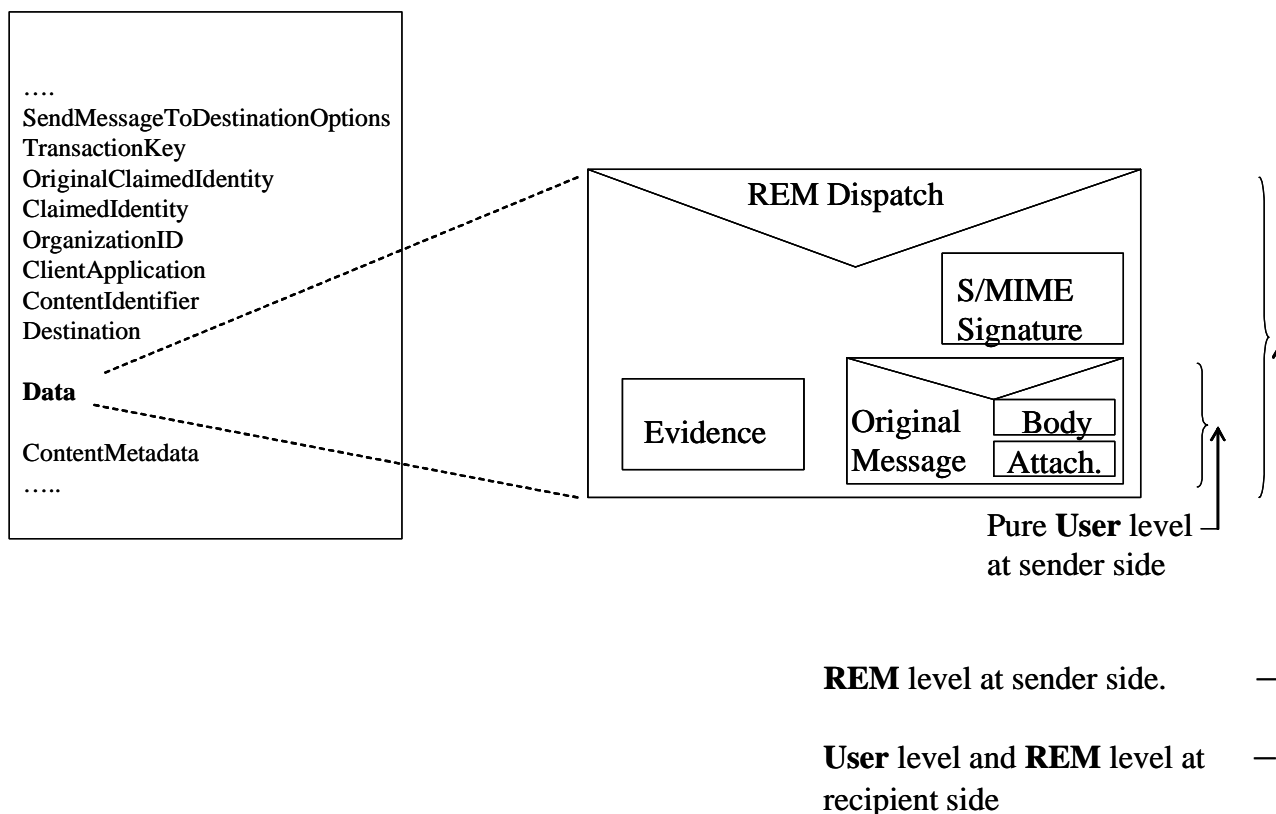 ….
SendMessageToDestinationOptions
TransactionKey
OriginalClaimedIdentity
ClaimedIdentity
OrganizationID
ClientApplication
ContentIdentifier
Destination
Data
ContentMetadata
…..
REM Dispatch
S/MIME
Signature
Evidence
Original
Message
Body
Attach.
Pure User level
at sender side
REM level at sender side.
User level and REM level at
recipient side